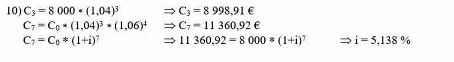 10) C₃ = 8 000 * (1,04)³ ⇒ C₃ = 8 998,91 €
C₇ = C₀ * (1,04)³ * (1,06)⁴ ⇒ C₇ = 11 360,92 €
C₇ = C₀ * (1+i)⁷ ⇒ 11 360,92 = 8 000 * (1+i)⁷ ⇒ i = 5,138 %